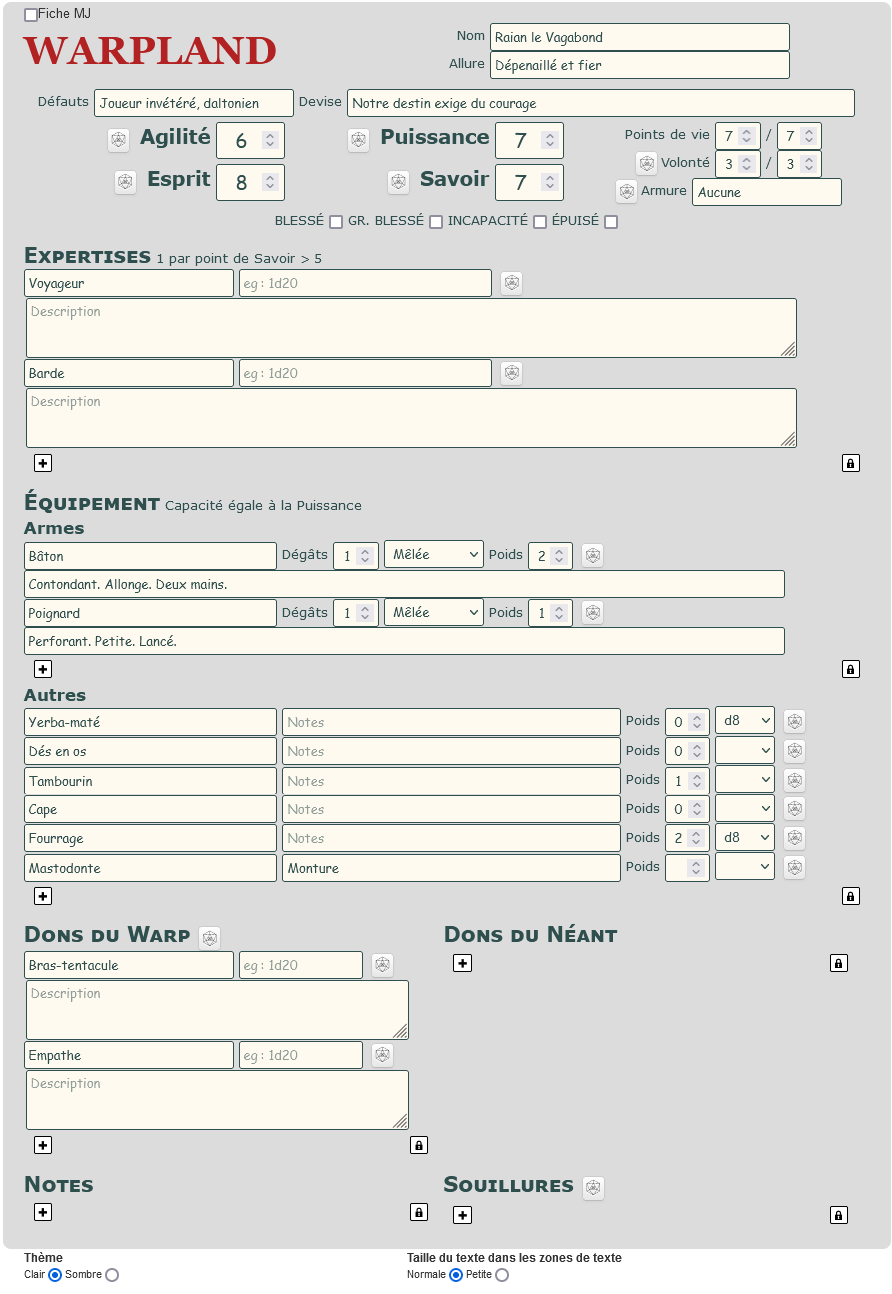 Fiche MJ
WARPLAND
Nom Raian le Vagabond
Allure Dépenaillé et fier
Défauts Joueur invétéré, daltonien Devise Notre destin exige du courage
Agilité 6 Puissance 7 Points de vie 7 / 7
Volonté 3 / 3
Esprit 8 Savoir 7
Armure Aucune
BLESSÉ GR. BLESSÉ INCAPACITÉ ÉPUISÉ
Expertises 1 par point de Savoir > 5
Voyageur eg : 1d20
Description
Barde eg : 1d20
Description
+
Équipement Capacité égale à la Puissance
Armes
Bâton Dégâts 1 Mêlée Poids 2
Contondant. Allonge. Deux mains.
Poignard Dégâts 1 Mêlée Poids 1
Perforant. Petite. Lancé.
+
Autres
Yerba-maté Notes Poids 0 d8
Dés en os Notes Poids 0
Tambourin Notes Poids 1
Cape Notes Poids 0
Fourrage Notes Poids 2 d8
Mastodonte Monture Poids
+
Dons du Warp Dons du Néant
Bras-tentacule eg : 1d20 +
Description
Empathe eg : 1d20
Description
+
Notes Souillures
+ +
Thème Taille du texte dans les zones de texte
Clair Sombre Normale Petite